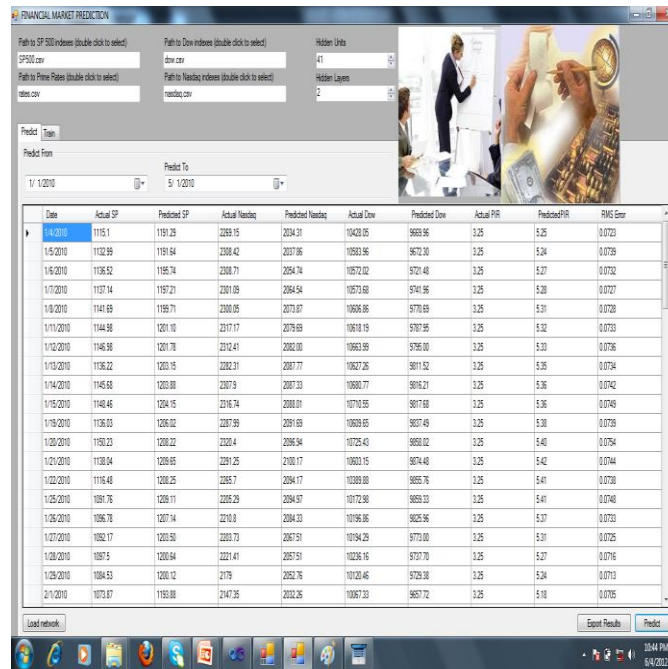 FINANCIAL MARKET PREDICTION
Path to SP 500 indexes (double click to select) Path to Dow indexes (double click to select) Hidden Units
SP500.csv dow.csv 41
Path to Prime Rates (double click to select) Path to Nasdaq indexes (double click to select) Hidden Layers
rates.csv nasdaq.csv 2
Predict Train
Predict From
Predict To
1/ 1/2010 5/ 1/2010
Date Actual SP Predicted SP Actual Nasdaq Predicted Nasdaq Actual Dow Predicted Dow Actual PIR Predicted PIR RMS Error
1/4/2010 1115.1 1191.29 2269.15 2034.31 10428.05 9669.96 3.25 5.25 0.0723
1/5/2010 1132.99 1191.64 2308.42 2037.86 10583.96 9672.30 3.25 5.24 0.0739
1/6/2010 1136.52 1195.74 2308.71 2054.74 10572.02 9721.48 3.25 5.27 0.0732
1/7/2010 1137.14 1197.21 2301.09 2064.54 10573.68 9741.96 3.25 5.28 0.0727
1/8/2010 1141.69 1199.71 2300.05 2073.87 10606.86 9770.69 3.25 5.31 0.0728
1/11/2010 1144.98 1201.10 2317.17 2079.69 10618.19 9787.95 3.25 5.32 0.0733
1/12/2010 1146.98 1201.78 2312.41 2082.00 10663.99 9795.00 3.25 5.33 0.0736
1/13/2010 1136.22 1203.15 2282.31 2087.77 10627.26 9811.52 3.25 5.35 0.0734
1/14/2010 1145.68 1203.88 2307.9 2087.33 10680.77 9816.21 3.25 5.36 0.0742
1/15/2010 1148.46 1204.15 2316.74 2088.01 10710.55 9817.68 3.25 5.36 0.0749
1/19/2010 1136.03 1206.02 2287.99 2091.69 10609.65 9837.49 3.25 5.38 0.0739
1/20/2010 1150.23 1208.22 2320.4 2096.94 10725.43 9858.02 3.25 5.40 0.0754
1/21/2010 1138.04 1209.65 2291.25 2100.17 10603.15 9874.48 3.25 5.42 0.0744
1/22/2010 1116.48 1208.25 2265.7 2094.17 10389.88 9855.76 3.25 5.41 0.0738
1/25/2010 1091.76 1209.11 2205.29 2094.97 10172.98 9859.33 3.25 5.41 0.0748
1/26/2010 1096.78 1207.14 2210.8 2084.33 10196.86 9825.96 3.25 5.37 0.0733
1/27/2010 1092.17 1203.50 2203.73 2067.51 10194.29 9773.00 3.25 5.31 0.0725
1/28/2010 1097.5 1200.64 2221.41 2057.51 10236.16 9737.70 3.25 5.27 0.0716
1/29/2010 1084.53 1200.12 2179 2052.76 10120.46 9729.38 3.25 5.24 0.0713
2/1/2010 1073.87 1193.88 2147.35 2032.26 10067.33 9657.72 3.25 5.18 0.0705
Load network Export Results Predict
10:44 PM